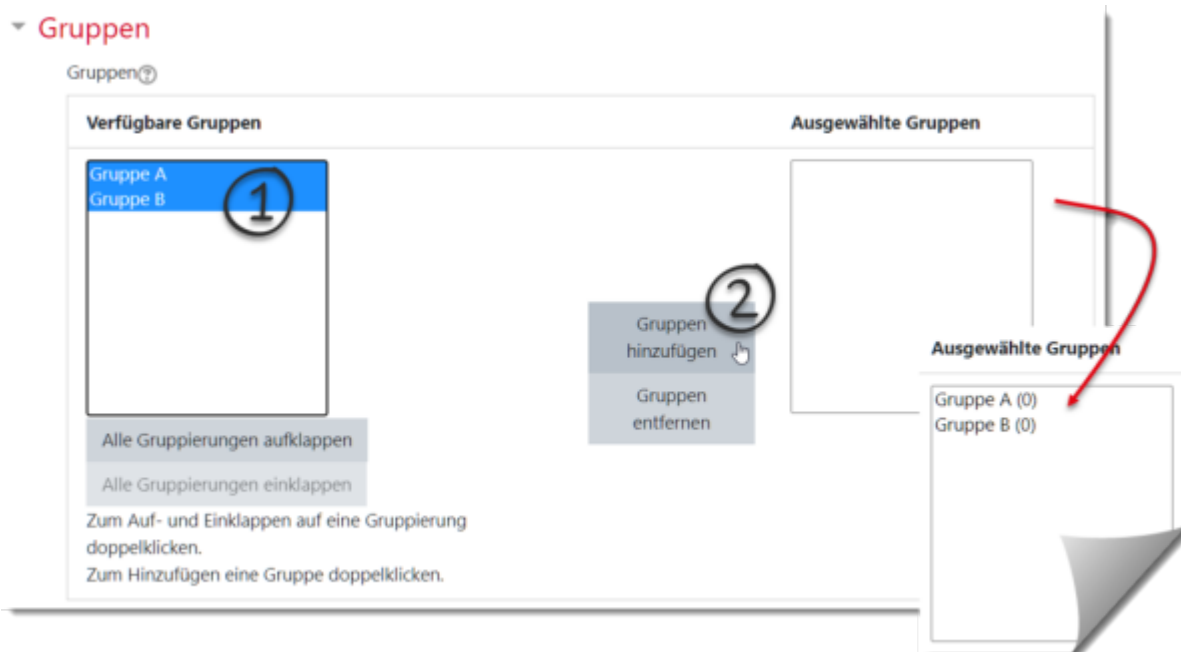 Gruppen
Gruppen?
Verfügbare Gruppen
Ausgewählte Gruppen
Gruppe A
Gruppe B
1
2
Gruppen
hinzufügen
Gruppen
entfernen
Ausgewählte Gruppen
Gruppe A (0)
Gruppe B (0)
Alle Gruppierungen aufklappen
Alle Gruppierungen einklappen
Zum Auf- und Einklappen auf eine Gruppierung
doppelklicken.
Zum Hinzufügen eine Gruppe doppelklicken.